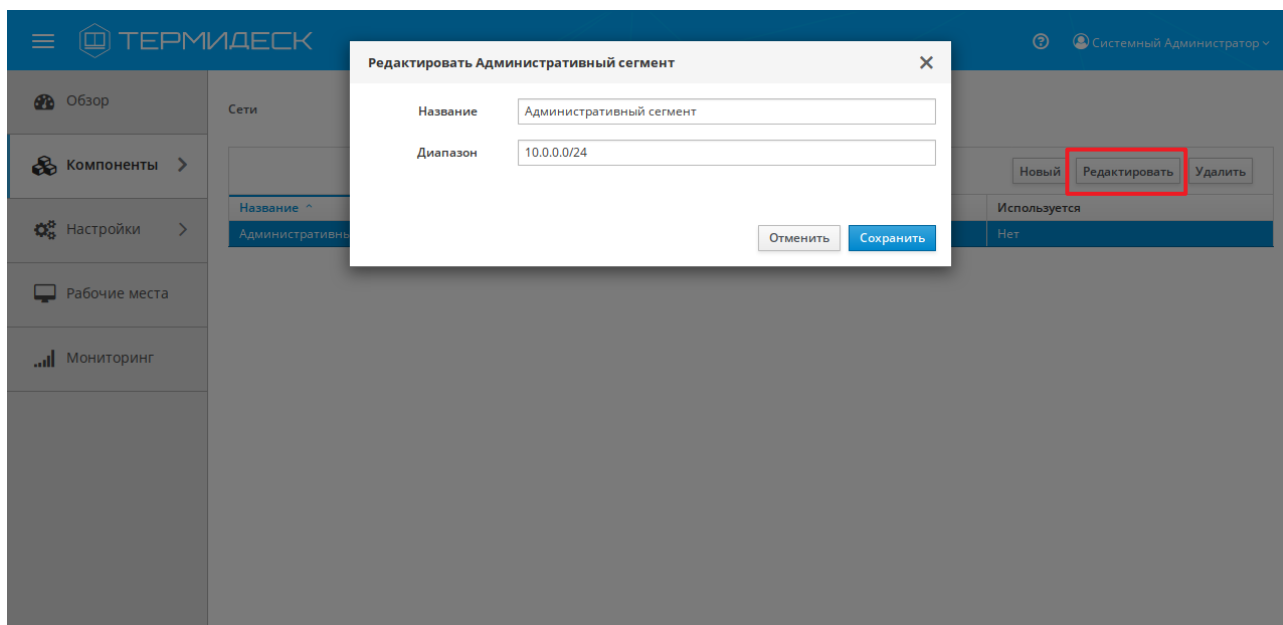 ТЕРМИДЕСК
Системный Администратор
Редактировать Административный сегмент
Название Административный сегмент
Диапазон 10.0.0.0/24
Отменить Сохранить
Обзор
Компоненты
Настройки
Рабочие места
Мониторинг
Сети
Новый Редактировать Удалить
Название Используется
Административны Нет